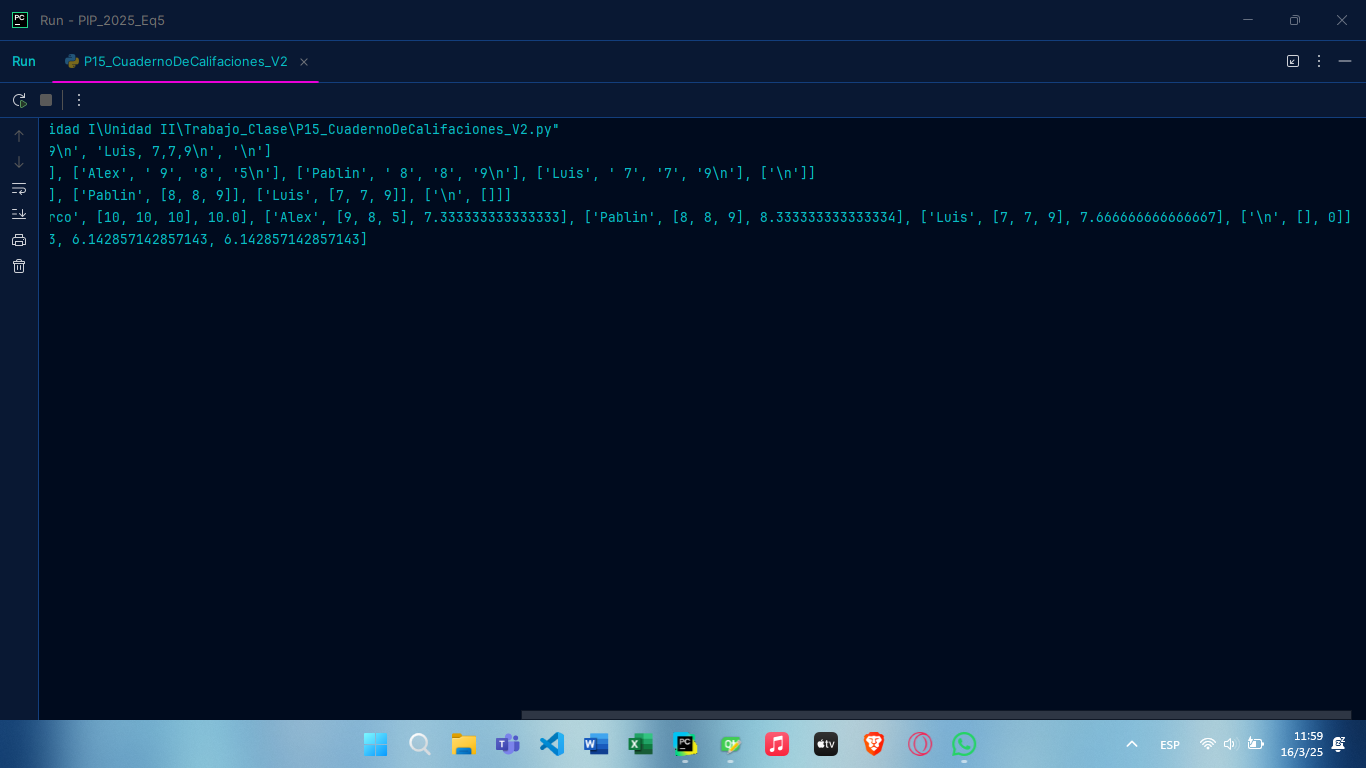 Run - PIP_2025_Eq5
Run P15_CuadernoDeCalifaciones_V2
idad I\Unidad II\Trabajo_Clase\P15_CuadernoDeCalifaciones_V2.py"
9\n', 'Luis, 7,7,9\n', '\n']
], ['Alex', ' 9', '8', '5\n'], ['Pablin', ' 8', '8', '9\n'], ['Luis', ' 7', '7', '9\n'], ['\n']]
], ['Pablin', [8, 8, 9]], ['Luis', [7, 7, 9]], ['\n', []]]
rco', [10, 10, 10], 10.0], ['Alex', [9, 8, 5], 7.333333333333333], ['Pablin', [8, 8, 9], 8.333333333333334], ['Luis', [7, 7, 9], 7.666666666666667], ['\n', [], 0]]
3, 6.142857142857143, 6.142857142857143]
ESP
11:59
16/3/25